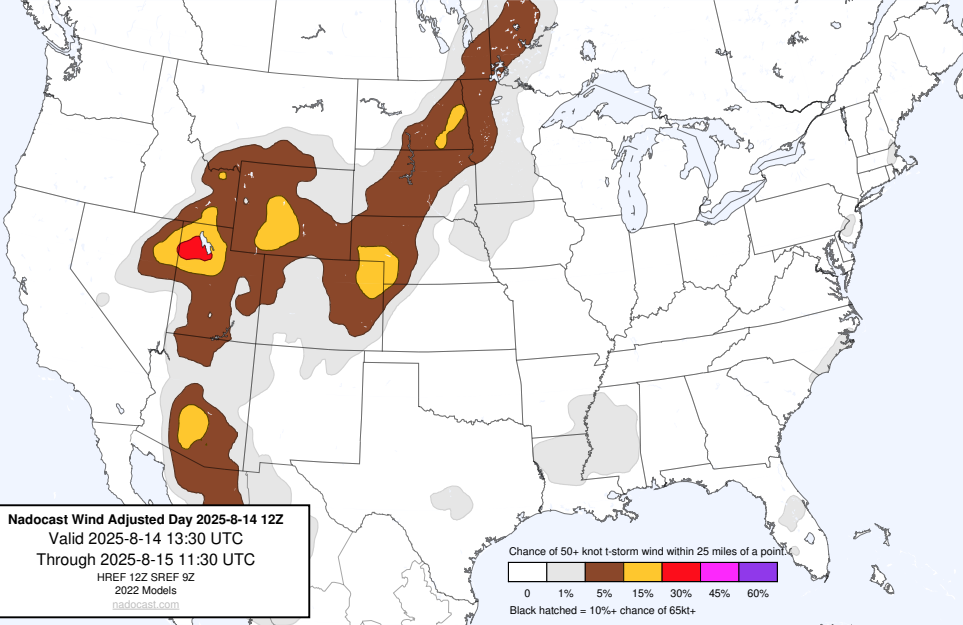 Nadocast Wind Adjusted Day 2025-8-14 12Z
Valid 2025-8-14 13:30 UTC
Through 2025-8-15 11:30 UTC
HREF 12Z SREF 9Z
2022 Models
nadocast.com
Chance of 50+ knot t-storm wind within 25 miles of a point.
0 1% 5% 15% 30% 45% 60%
Black hatched = 10%+ chance of 65kt+